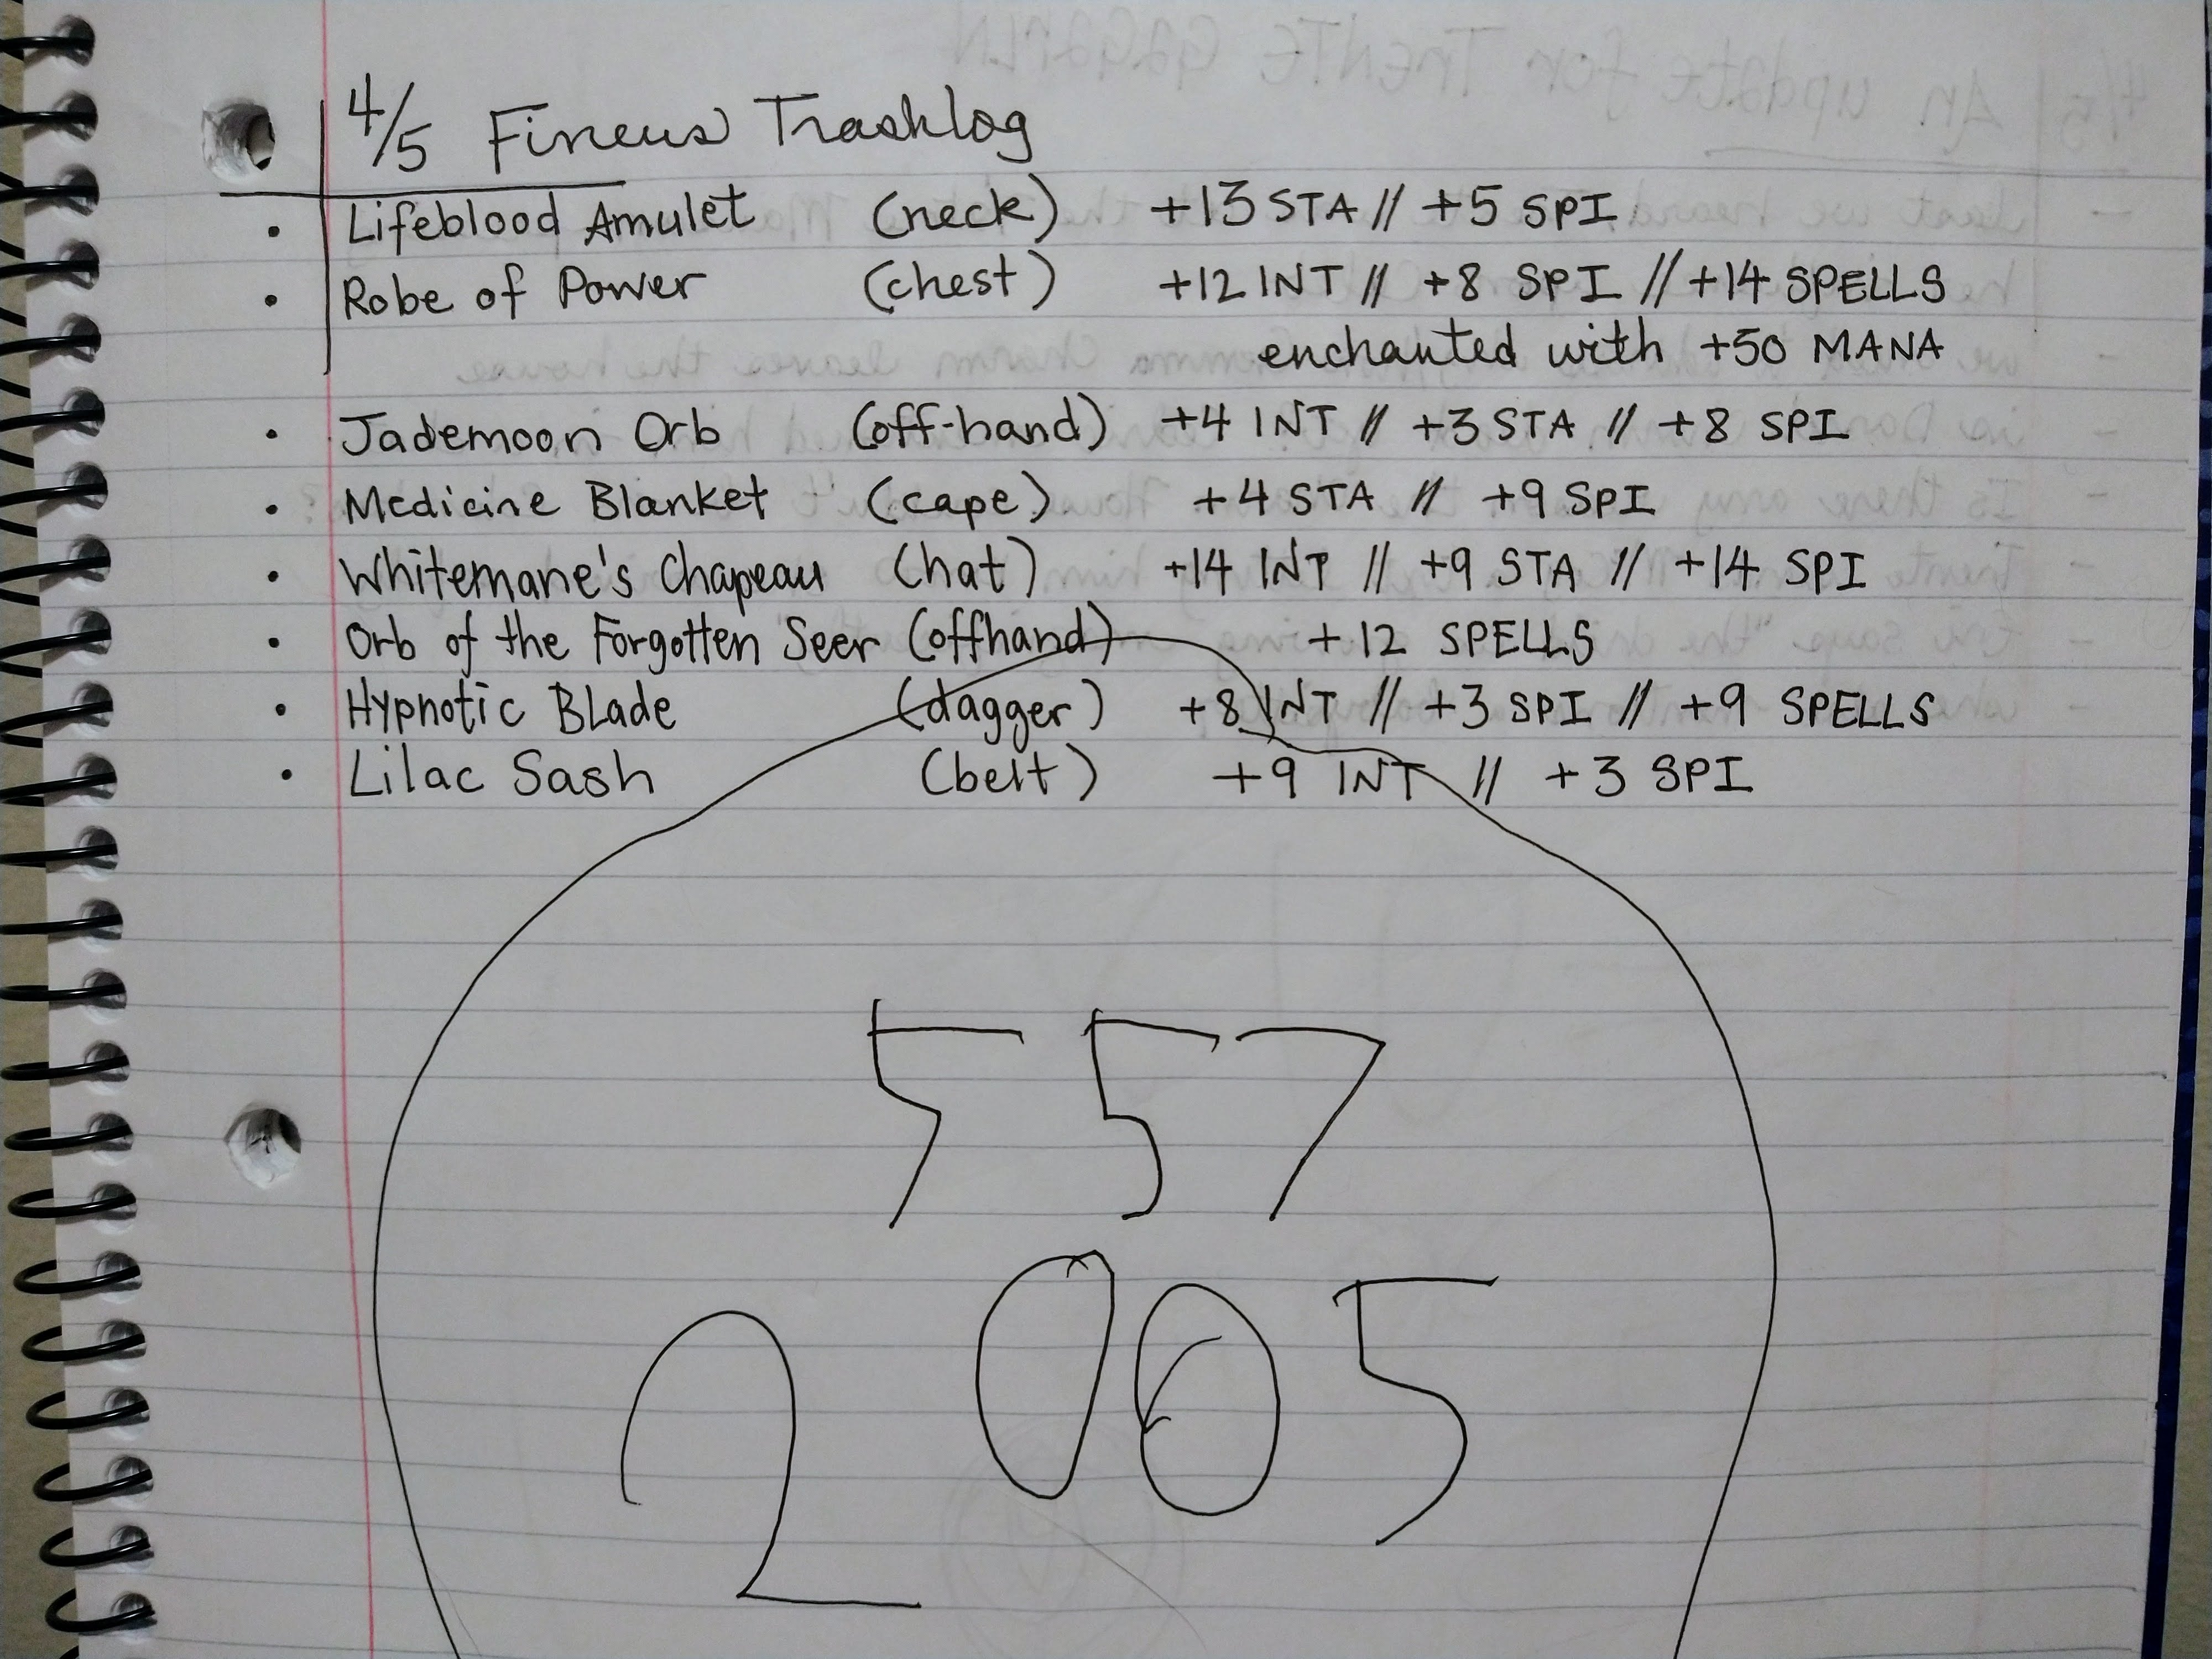 4/5 Fineus Trashlog
• Lifeblood Amulet (neck) +13 STA // +5 SPI
• Robe of Power (chest) +12 INT // +8 SPI // +14 SPELLS
enchanted with +50 MANA
• Jademoon Orb (off-hand) +4 INT // +3 STA // +8 SPI
• Medicine Blanket (cape) +4 STA // +9 SPI
• Whitemane's Chapeau (hat) +14 INT // +9 STA // +14 SPI
• Orb of the Forgotten Seer (offhand) +12 SPELLS
• Hypnotic Blade (dagger) +8 INT // +3 SPI // +9 SPELLS
• Lilac Sash (belt) +9 INT // +3 SPI
557
2005